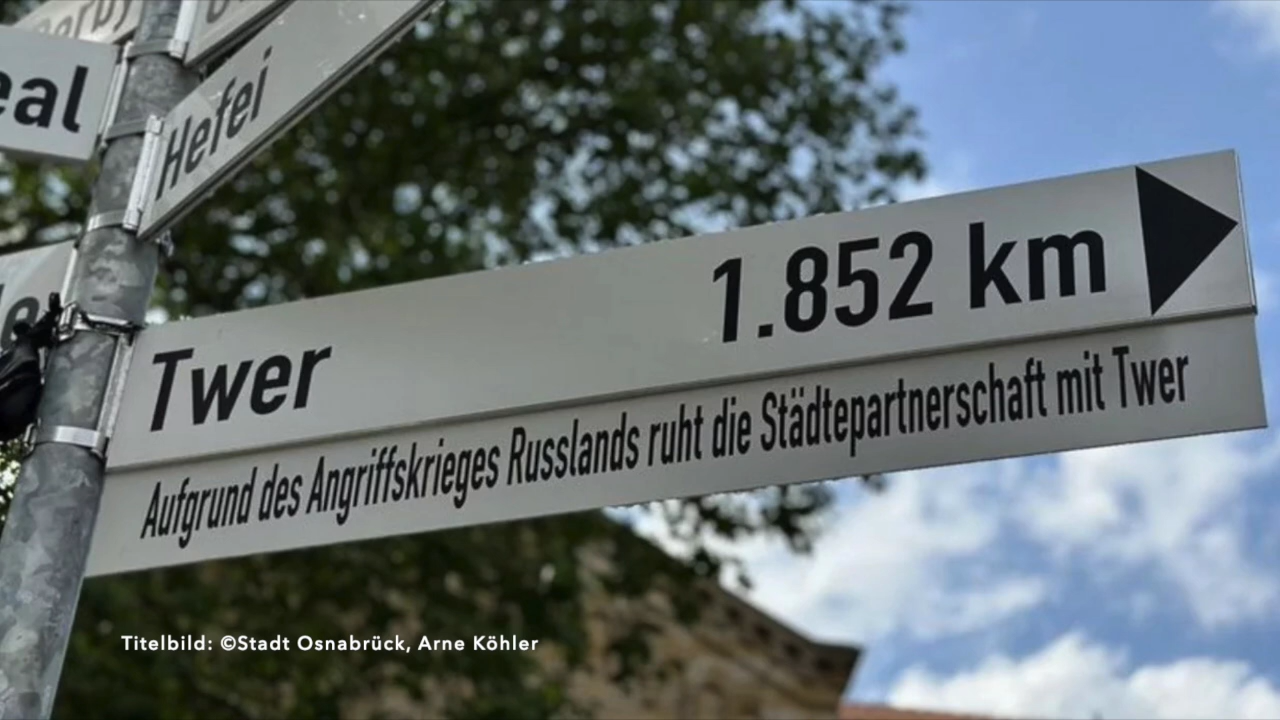 Hefei
Twer 1.852 km
Aufgrund des Angriffskrieges Russlands ruht die Städtepartnerschaft mit Twer
Titelbild: ©Stadt Osnabrück, Arne Köhler